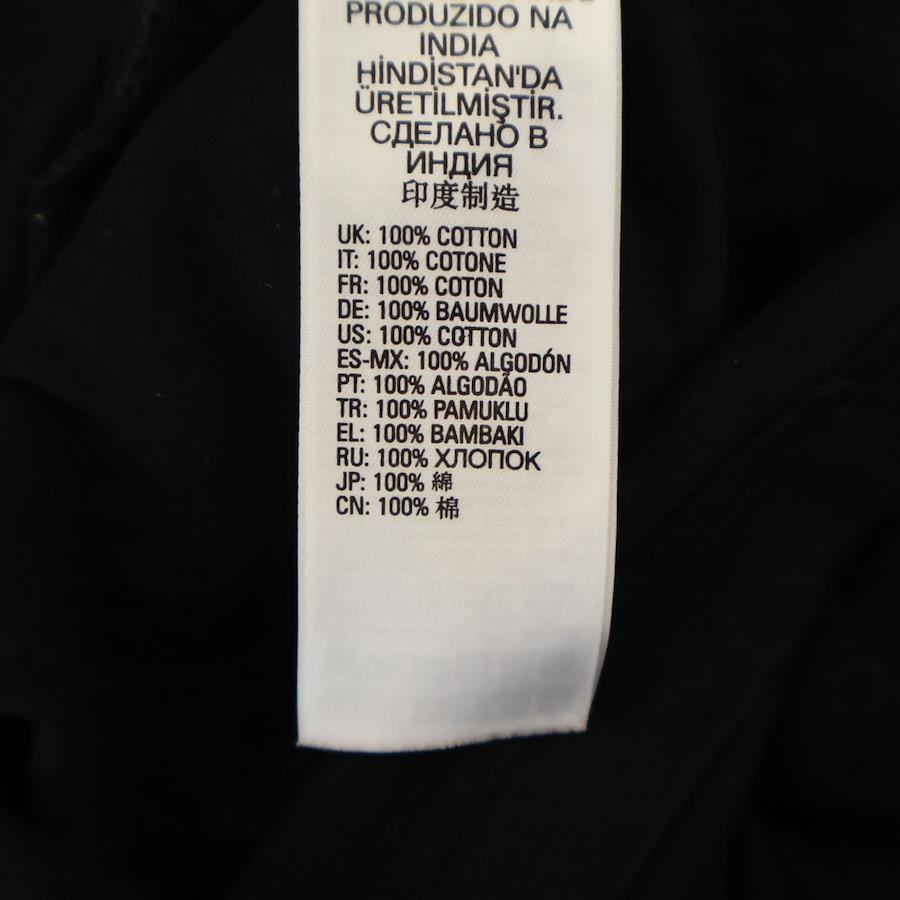 PRODUZIDO NA
INDIA
HİNDİSTAN'DA
ÜRETİLMİŞTİR.
СДЕЛАНО В
ИНДИЯ
印度制造
UK: 100% COTTON
IT: 100% COTONE
FR: 100% COTON
DE: 100% BAUMWOLLE
US: 100% COTTON
ES-MX: 100% ALGODÓN
PT: 100% ALGODÃO
TR: 100% PAMUKLU
EL: 100% BAMBAKI
RU: 100% ХЛОПОК
JP: 100% 綿
CN: 100% 棉